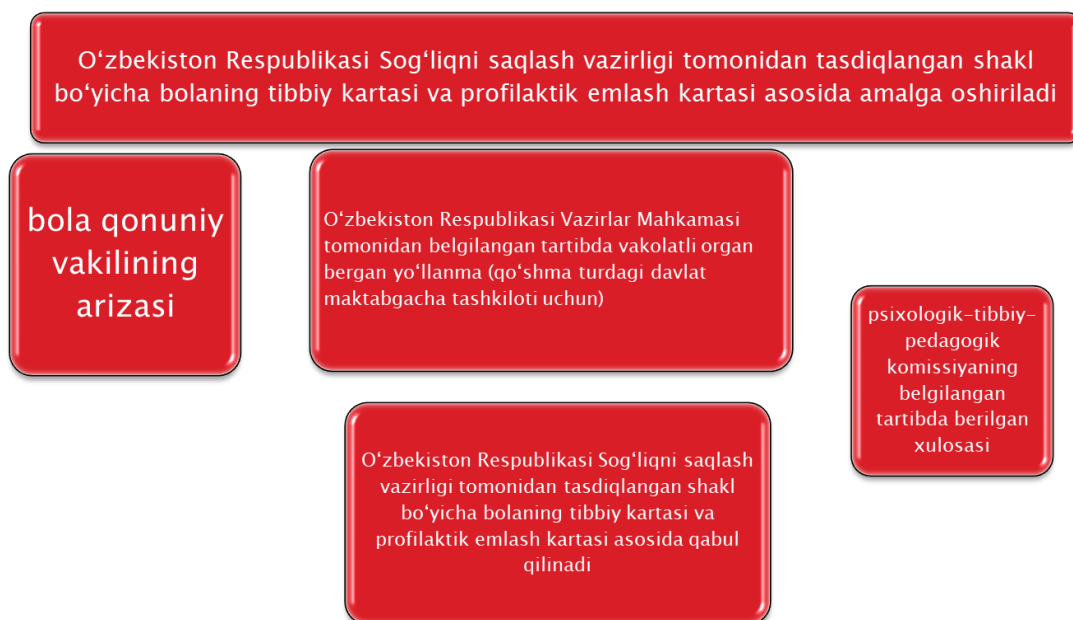 O‘zbekiston Respublikasi Sog‘liqni saqlash vazirligi tomonidan tasdiqlangan shakl
bo‘yicha bolaning tibbiy kartasi va profilaktik emlash kartasi asosida amalga oshiriladi
bola qonuniy
vakilining
arizasi
O‘zbekiston Respublikasi Vazirlar Mahkamasi
tomonidan belgilangan tartibda vakolatli organ
bergan yo‘llanma (qo‘shma turdagi davlat
maktabgacha tashkiloti uchun)
psixologik-tibbiy-
pedagogik
komissiyaning
belgilangan
tartibda berilgan
xulosasi
O‘zbekiston Respublikasi Sog‘liqni saqlash
vazirligi tomonidan tasdiqlangan shakl
bo‘yicha bolaning tibbiy kartasi va
profilaktik emlash kartasi asosida qabul
qilinadi